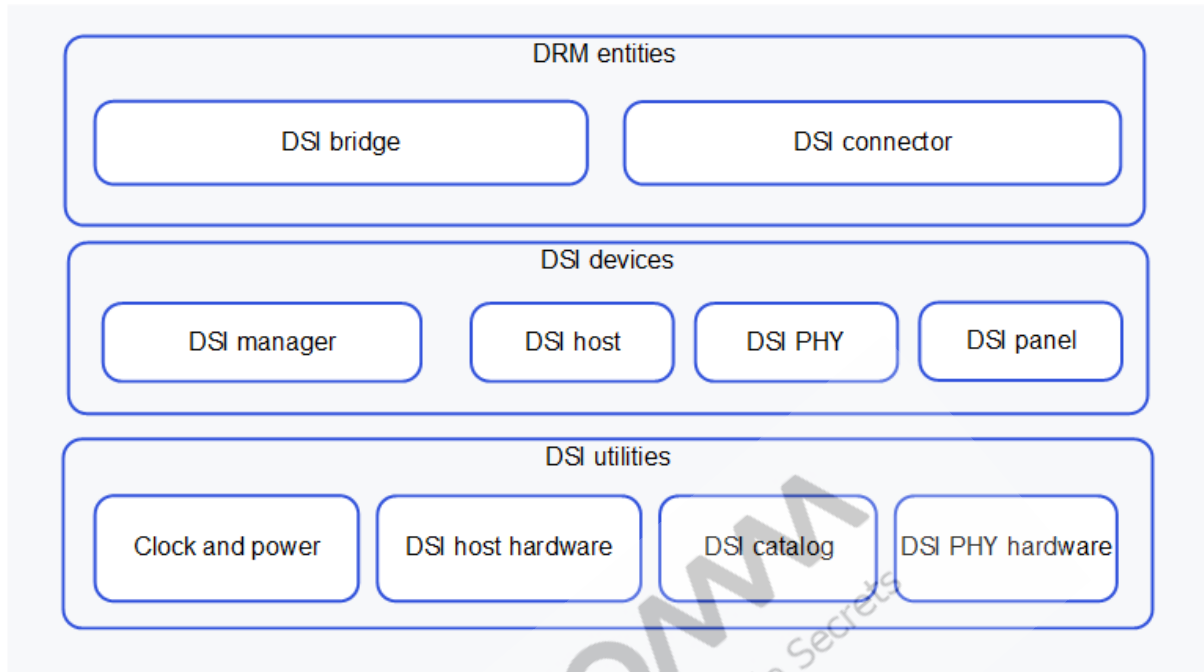 DRM entities
DSI bridge
DSI connector
DSI devices
DSI manager
DSI host
DSI PHY
DSI panel
DSI utilities
Clock and power
DSI host hardware
DSI catalog
DSI PHY hardware
Secrets